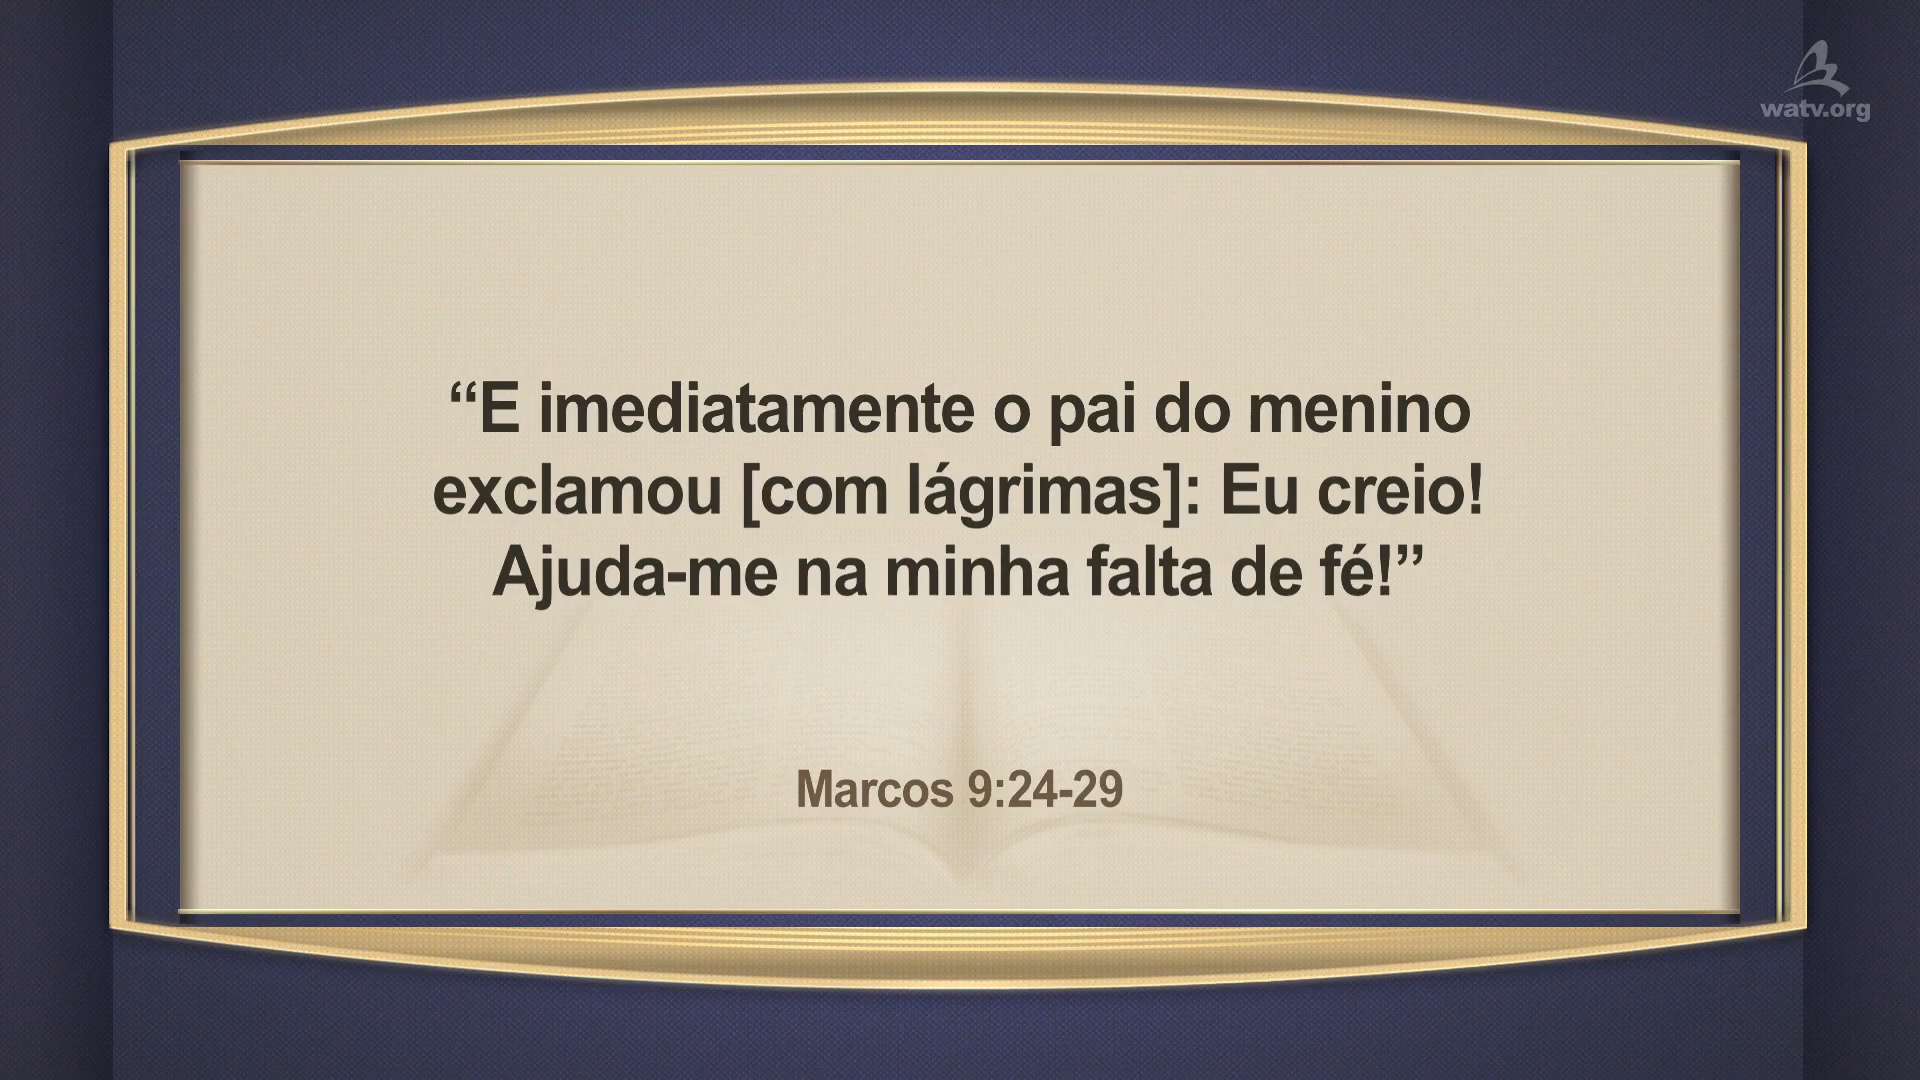 watv.org
“E imediatamente o pai do menino
exclamou [com lágrimas]: Eu creio!
Ajuda-me na minha falta de fé!”
Marcos 9:24-29